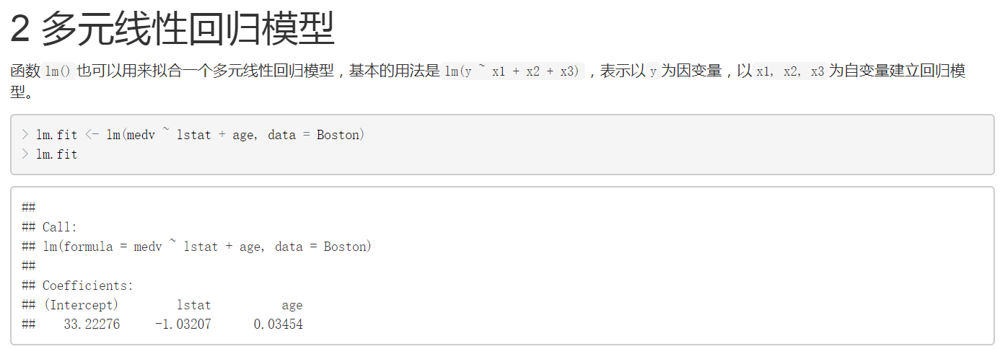 2 多元线性回归模型
函数 lm() 也可以用来拟合一个多元线性回归模型，基本的用法是 lm(y ~ x1 + x2 + x3) ，表示以 y 为因变量，以 x1, x2, x3 为自变量建立回归模
型。
> lm.fit <- lm(medv ~ lstat + age, data = Boston)
> lm.fit
##
## Call:
## lm(formula = medv ~ lstat + age, data = Boston)
##
## Coefficients:
## (Intercept)        lstat          age
##    33.22276     -1.03207      0.03454